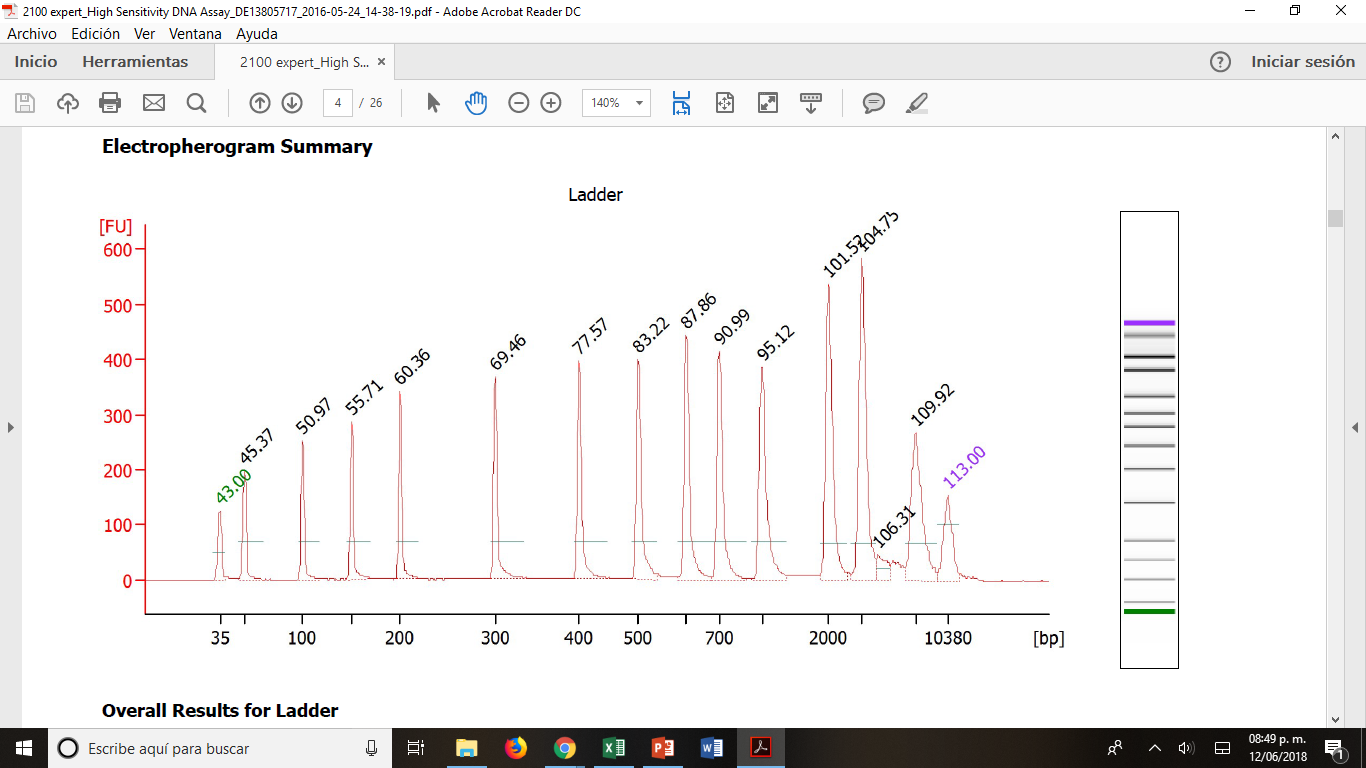 2100 expert_High Sensitivity DNA Assay_DE13805717_2016-05-24_14-38-19.pdf - Adobe Acrobat Reader DC
Archivo Edición Ver Ventana Ayuda
Inicio Herramientas 2100 expert_High S... × Iniciar sesión
4 / 26 140%
Electropherogram Summary
Ladder
[FU]
600
500
400
300
200
100
0
43.00
45.37
50.97
55.71
60.36
69.46
77.57
83.22
87.86
90.99
95.12
101.52
104.75
106.31
109.92
113.00
35 100 200 300 400 500 700 2000 10380 [bp]
Overall Results for Ladder
Escribe aquí para buscar
08:49 p. m.
12/06/2018
1